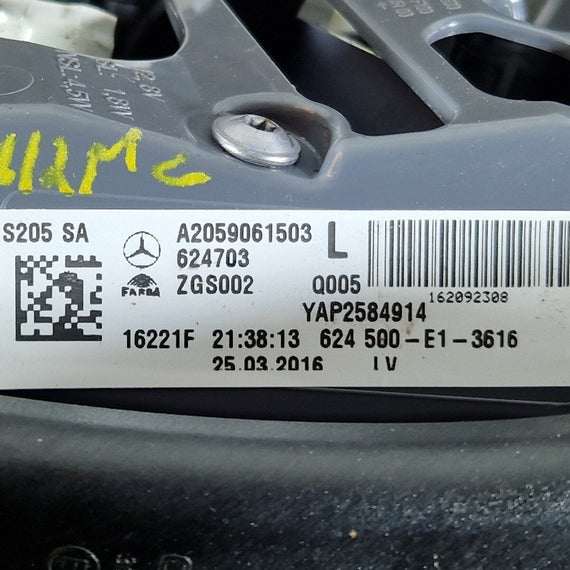 S205 SA
A2059061503 L
624703
FARBA
ZGS002 Q005
162092308
YAP2584914
16221F 21:38:13 624 500-E1-3616
25.03.2016 LV